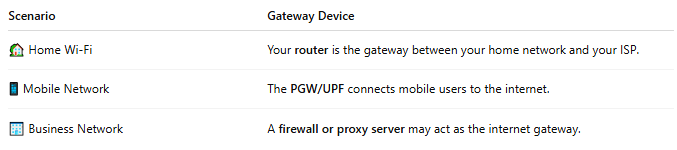 Scenario Gateway Device
🏠 Home Wi-Fi Your router is the gateway between your home network and your ISP.
📱 Mobile Network The PGW/UPF connects mobile users to the internet.
🏢 Business Network A firewall or proxy server may act as the internet gateway.